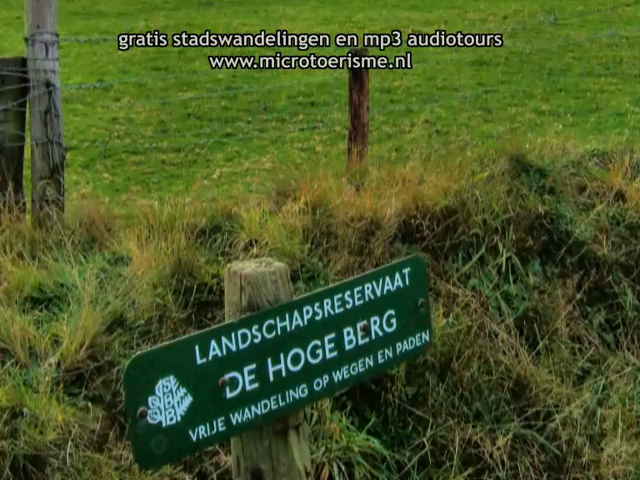 gratis stadswandelingen en mp3 audiotours
www.microtoerisme.nl
LANDSCHAPSRESERVAAT
DE HOGE BERG
VRIJE WANDELING OP WEGEN EN PADEN